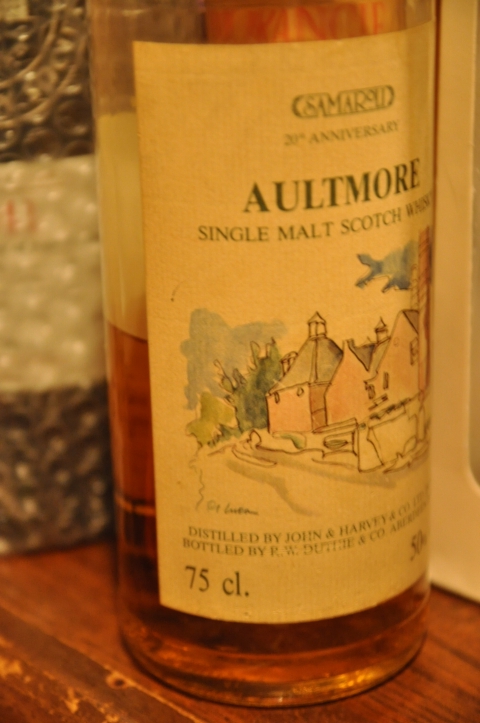 SAMAROLI
20th ANNIVERSARY
AULTMORE
SINGLE MALT SCOTCH WHISKY
DISTILLED BY JOHN & HARVEY & CO.
BOTTLED BY R. W. DUTHIE & CO.
50
75 cl.